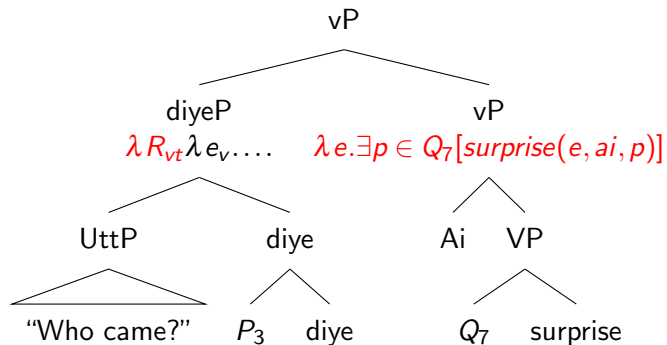 vP
diyeP vP
λR_vt λe_v.... λe.∃p ∈ Q_7[surprise(e, ai, p)]
UttP diye Ai VP
“Who came?” P_3 diye Q_7 surprise